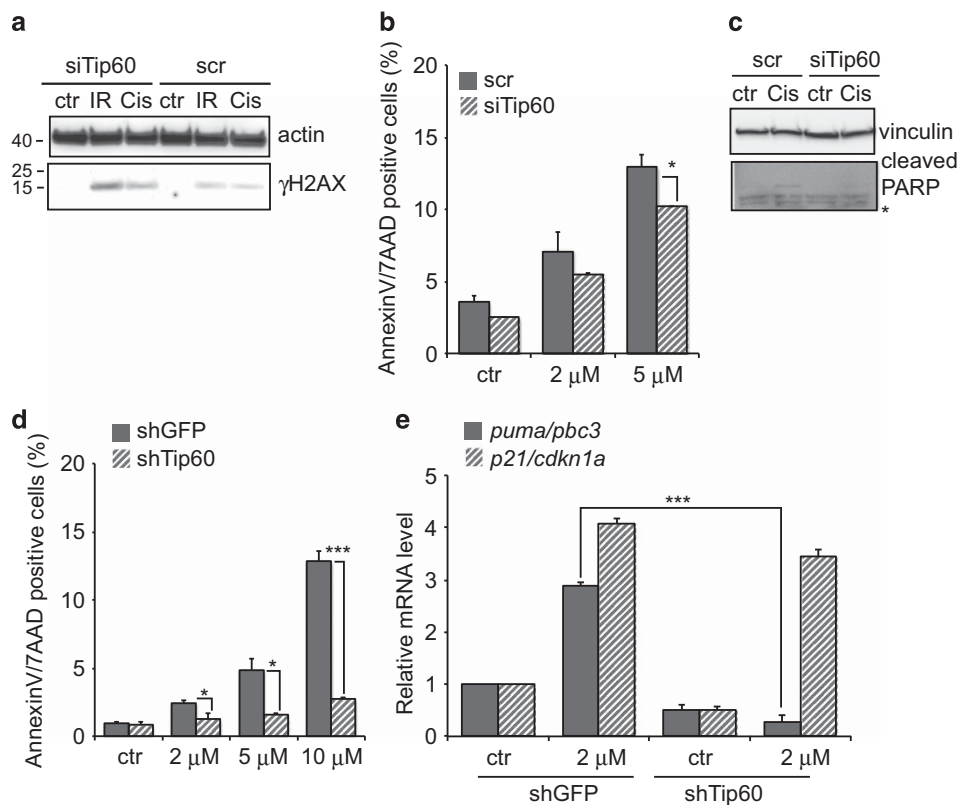 a
siTip60 scr
ctr IR Cis ctr IR Cis
40 - actin
25 -
15 - γH2AX
b
AnnexinV/7AAD positive cells (%)
20
15
10
5
0
scr
siTip60
*
ctr 2 μM 5 μM
c
scr siTip60
ctr Cis ctr Cis
vinculin
cleaved
PARP
*
d
AnnexinV/7AAD positive cells (%)
shGFP
shTip60
20
15
10
5
0
*
*
***
ctr 2 μM 5 μM 10 μM
e
puma/pbc3
p21/cdkn1a
Relative mRNA level
5
4
3
2
1
0
***
ctr 2 μM ctr 2 μM
shGFP shTip60